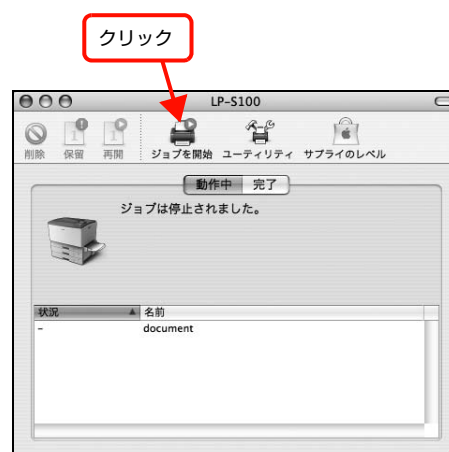 クリック
LP-S100
削除 保留 再開 ジョブを開始 ユーティリティ サプライのレベル
動作中 完了
ジョブは停止されました。
状況 名前
– document